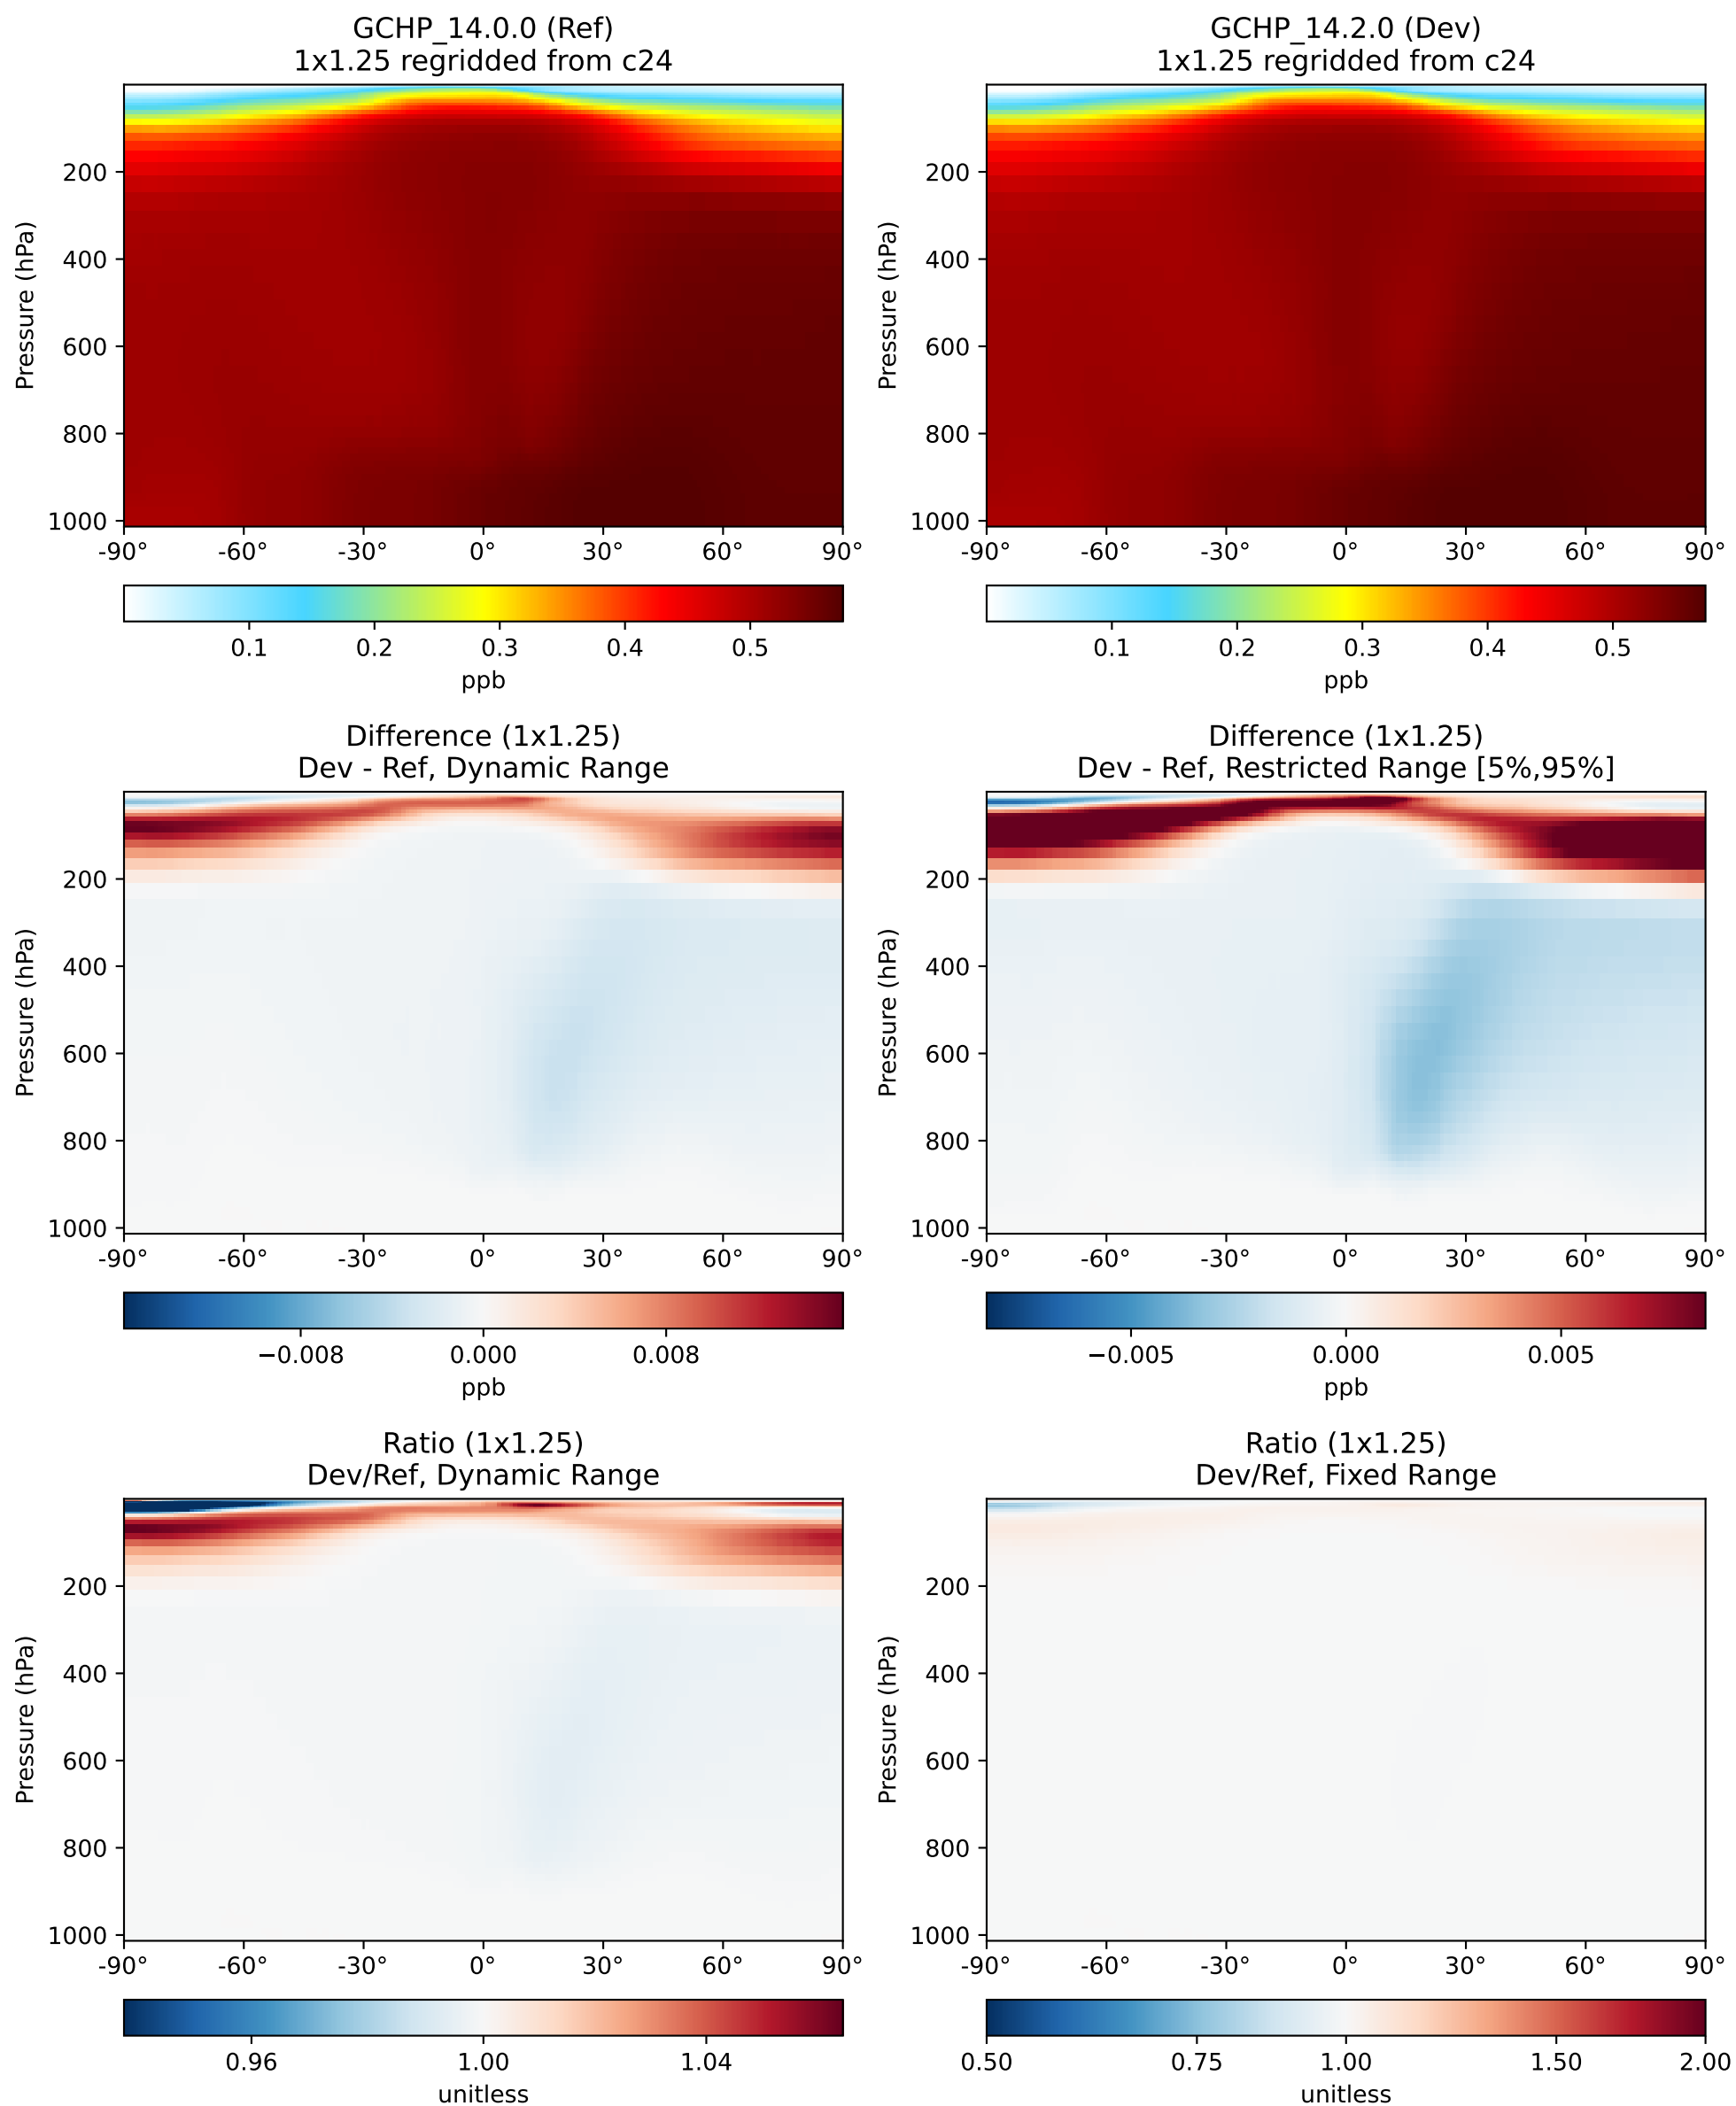 GCHP_14.0.0 (Ref)
1x1.25 regridded from c24
Pressure (hPa)
200
400
600
800
1000
-90° -60° -30° 0° 30° 60° 90°
0.1 0.2 0.3 0.4 0.5
ppb
GCHP_14.2.0 (Dev)
1x1.25 regridded from c24
Pressure (hPa)
200
400
600
800
1000
-90° -60° -30° 0° 30° 60° 90°
0.1 0.2 0.3 0.4 0.5
ppb
Difference (1x1.25)
Dev - Ref, Dynamic Range
Pressure (hPa)
200
400
600
800
1000
-90° -60° -30° 0° 30° 60° 90°
−0.008 0.000 0.008
ppb
Difference (1x1.25)
Dev - Ref, Restricted Range [5%,95%]
Pressure (hPa)
200
400
600
800
1000
-90° -60° -30° 0° 30° 60° 90°
−0.005 0.000 0.005
ppb
Ratio (1x1.25)
Dev/Ref, Dynamic Range
Pressure (hPa)
200
400
600
800
1000
-90° -60° -30° 0° 30° 60° 90°
0.96 1.00 1.04
unitless
Ratio (1x1.25)
Dev/Ref, Fixed Range
Pressure (hPa)
200
400
600
800
1000
-90° -60° -30° 0° 30° 60° 90°
0.50 0.75 1.00 1.50 2.00
unitless